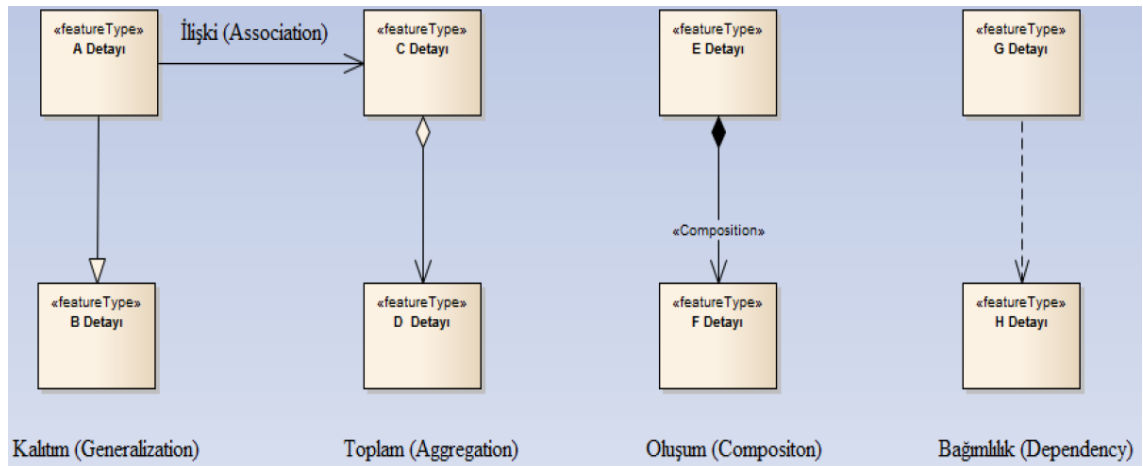 «featureType»
A Detayı
İlişki (Association)
«featureType»
C Detayı
«featureType»
E Detayı
«featureType»
G Detayı
«Composition»
«featureType»
B Detayı
«featureType»
D Detayı
«featureType»
F Detayı
«featureType»
H Detayı
Kalıtım (Generalization)
Toplam (Aggregation)
Oluşum (Compositon)
Bağımlılık (Dependency)